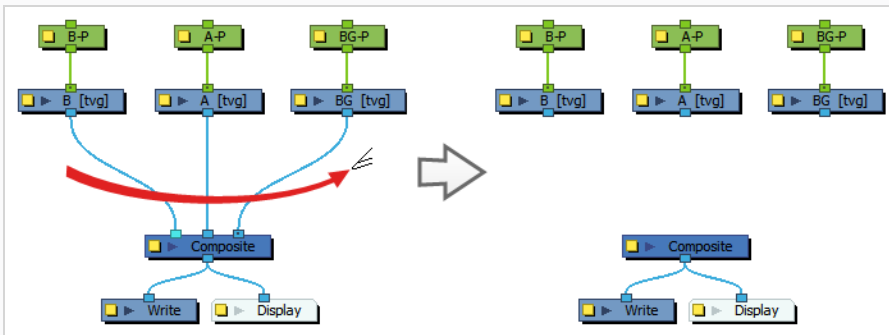 B-P A-P BG-P B-P A-P BG-P
B [tvg] A [tvg] BG [tvg] B [tvg] A [tvg] BG [tvg]
Composite Composite
Write Display Write Display